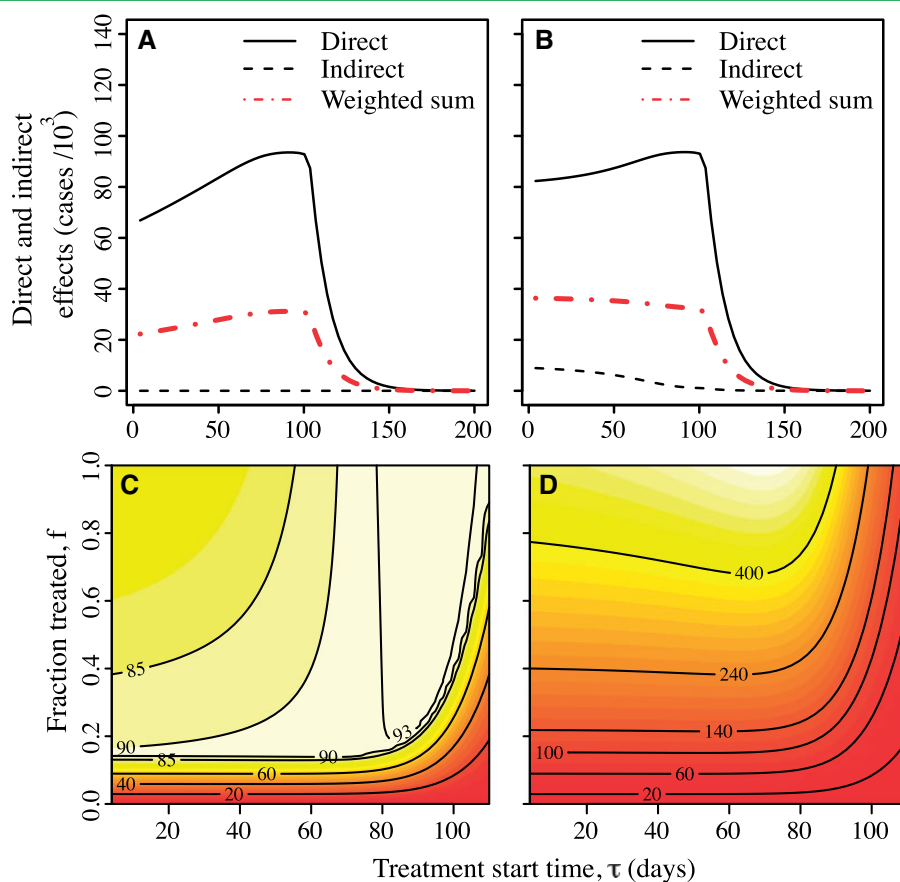 A
Direct
Indirect
Weighted sum
B
Direct
Indirect
Weighted sum
Direct and indirect
effects (cases /10³)
0 20 40 60 80 100 120 140
0 50 100 150 200
0 50 100 150 200
C
D
Fraction treated, f
0.0 0.2 0.4 0.6 0.8 1.0
85
90
85
90
93
60
40
20
400
240
140
100
60
20
20 40 60 80 100
20 40 60 80 100
Treatment start time, τ (days)